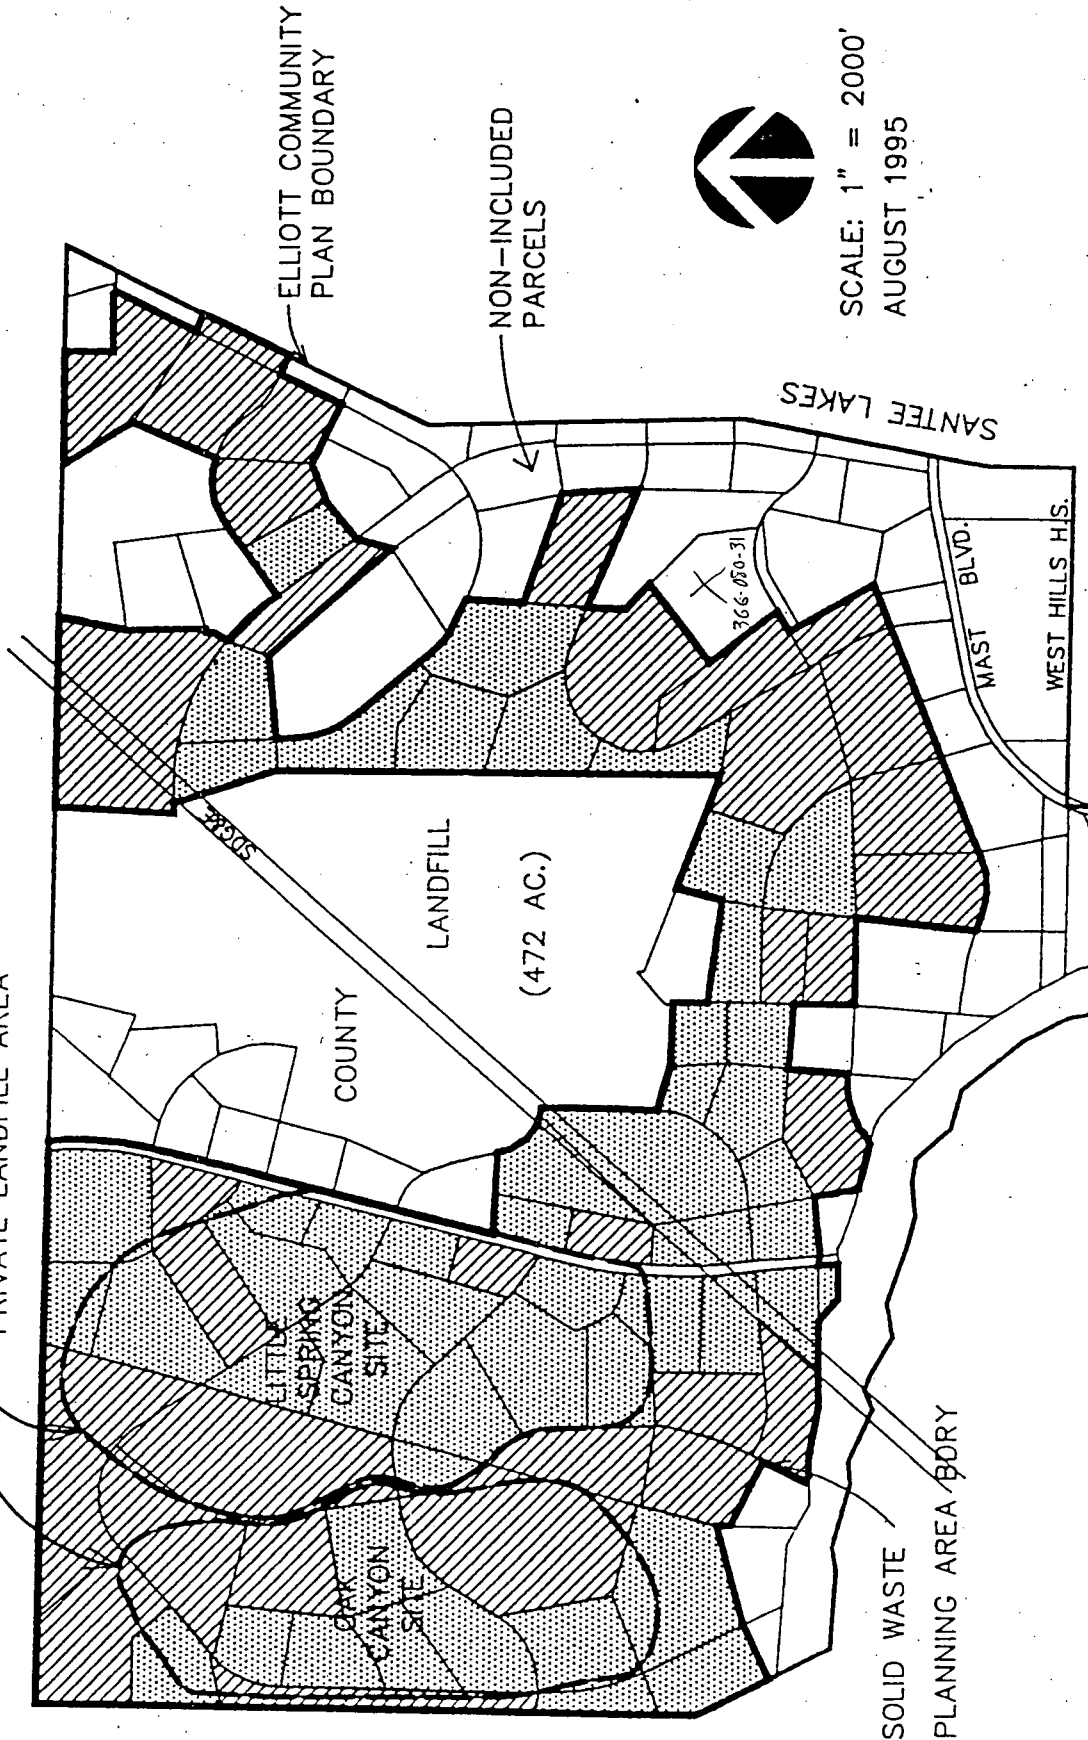 PRIVATE LANDFILL AREA
ELLIOTT COMMUNITY
PLAN BOUNDARY
NON-INCLUDED
PARCELS
SCALE: 1" = 2000'
AUGUST 1995
SANTEE LAKES
SDG&E
LANDFILL
(472 AC.)
COUNTY
366-080-31
MAST
BLVD.
WEST HILLS H.S.
LITTLE
SPRING
CANYON
SITE
OAK
CANYON
SITE
SOLID WASTE
PLANNING AREA BDRY